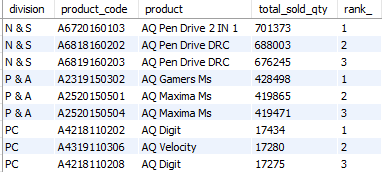 division product_code product total_sold_qty rank_
N & S A6720160103 AQ Pen Drive 2 IN 1 701373 1
N & S A6818160202 AQ Pen Drive DRC 688003 2
N & S A6819160203 AQ Pen Drive DRC 676245 3
P & A A2319150302 AQ Gamers Ms 428498 1
P & A A2520150501 AQ Maxima Ms 419865 2
P & A A2520150504 AQ Maxima Ms 419471 3
PC A4218110202 AQ Digit 17434 1
PC A4319110306 AQ Velocity 17280 2
PC A4218110208 AQ Digit 17275 3